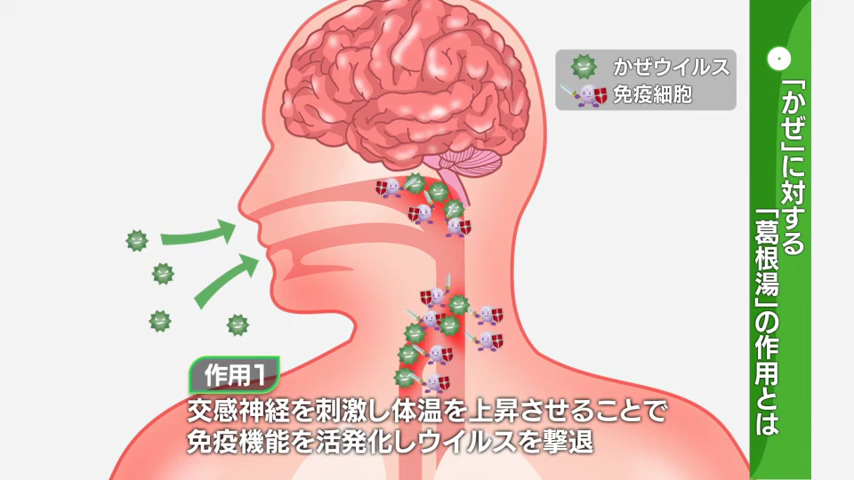 「かぜ」に対する
「葛根湯」の作用とは
かぜウイルス
免疫細胞
作用1
交感神経を刺激し体温を上昇させることで
免疫機能を活発化しウイルスを撃退